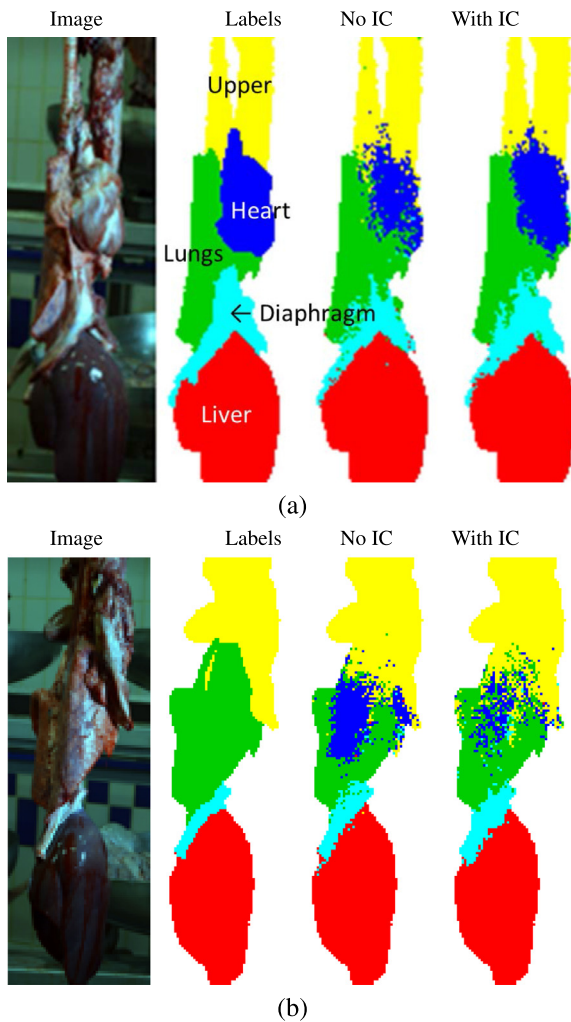 Image Labels No IC With IC
Upper
Heart
Lungs
← Diaphragm
Liver
(a)
Image Labels No IC With IC
(b)